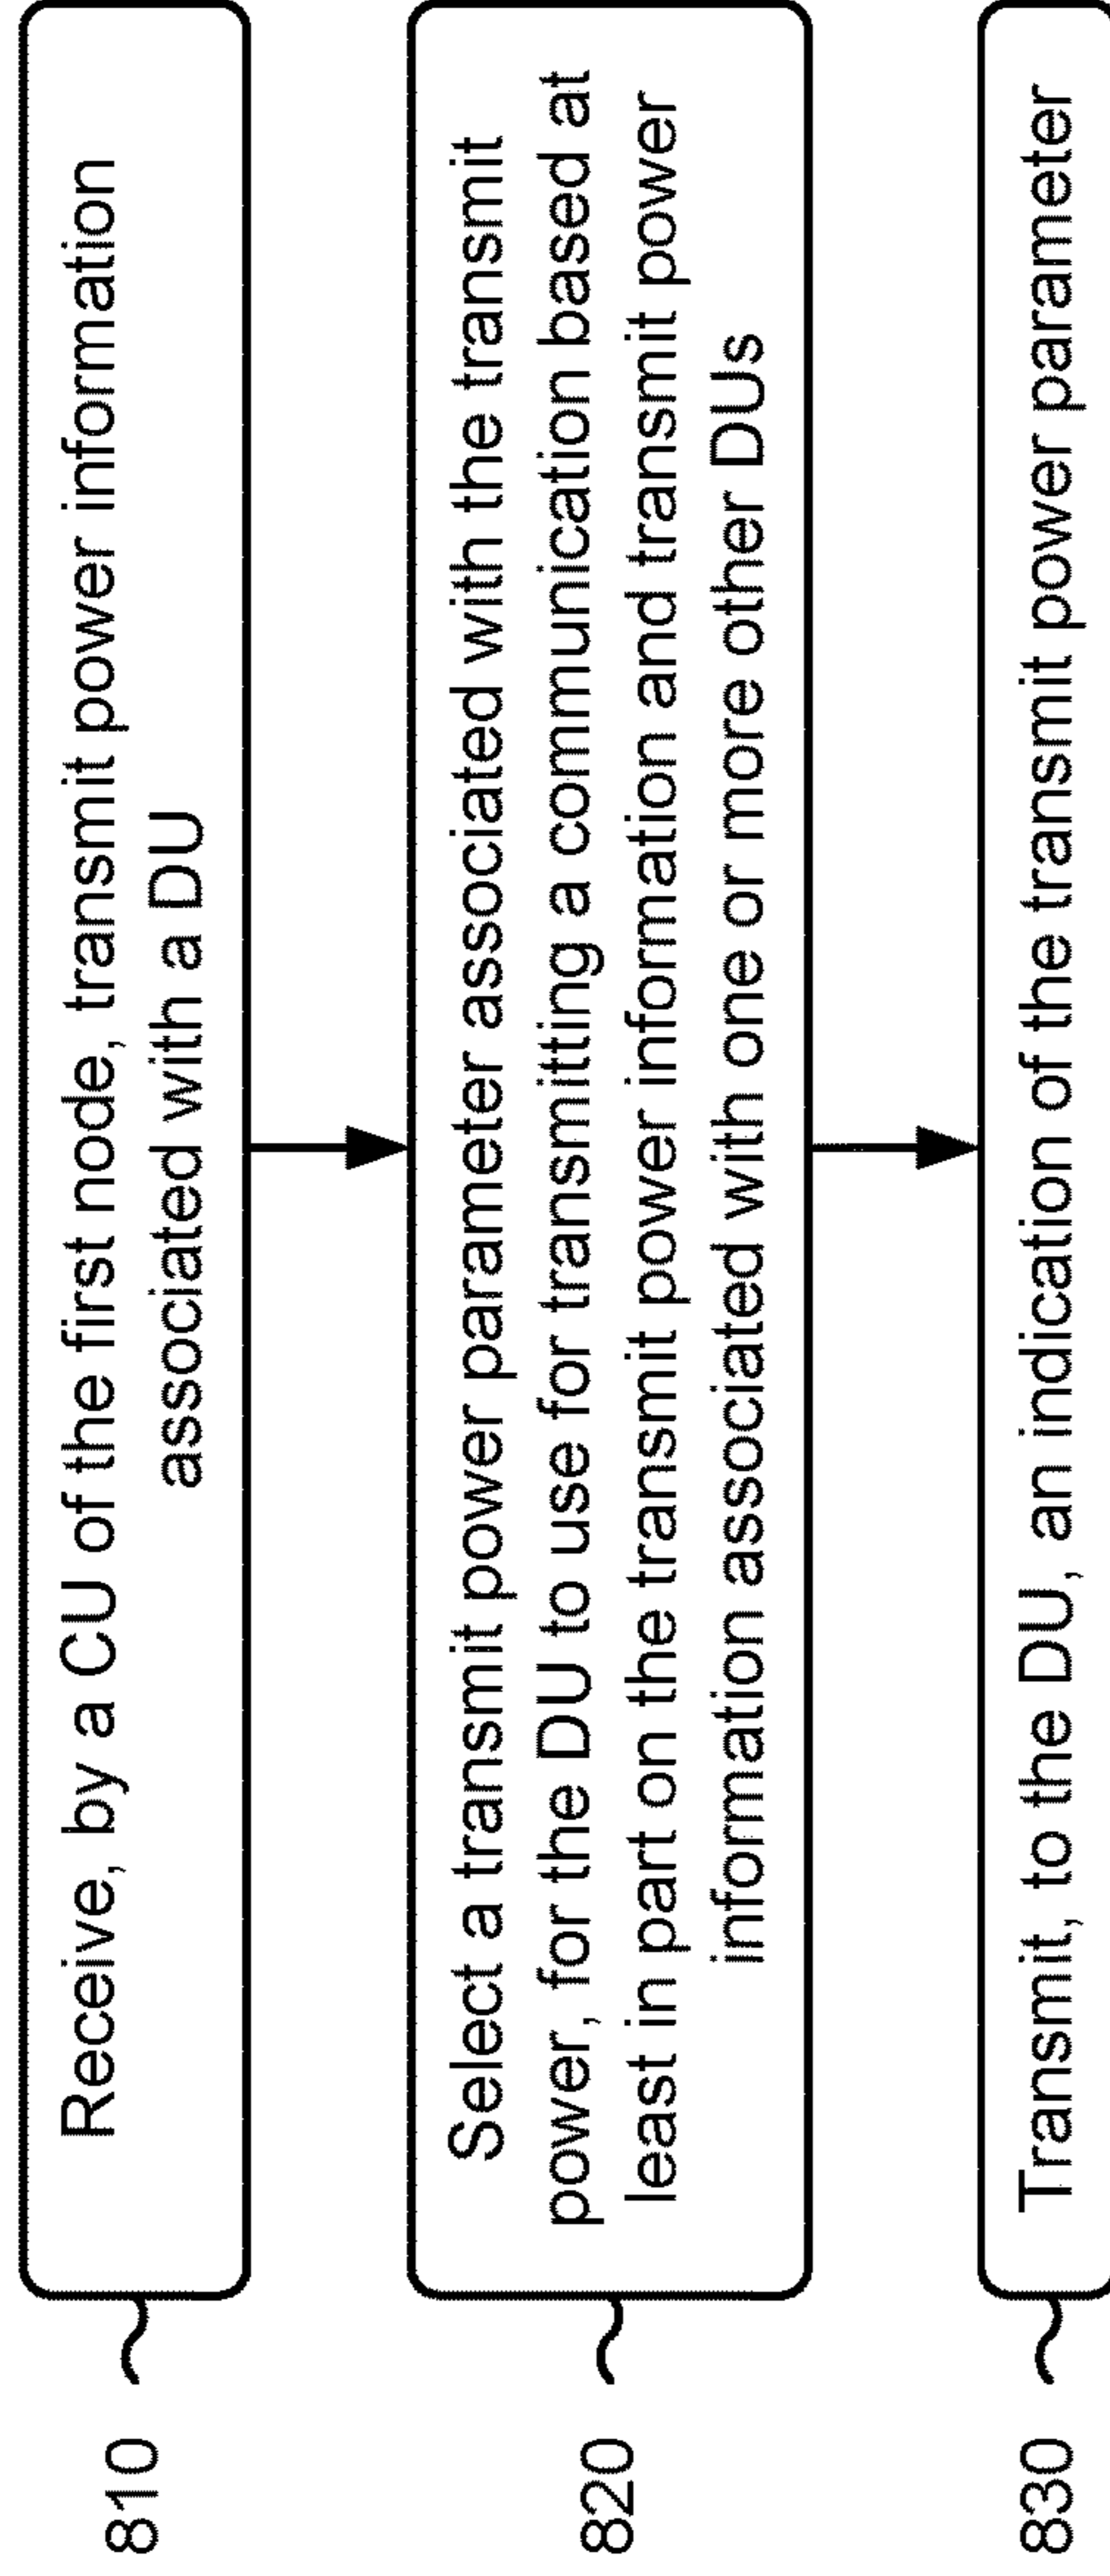 810
Receive, by a CU of the first node, transmit power information
associated with a DU
820
Select a transmit power parameter associated with the transmit
power, for the DU to use for transmitting a communication based at
least in part on the transmit power information and transmit power
information associated with one or more other DUs
830
Transmit, to the DU, an indication of the transmit power parameter